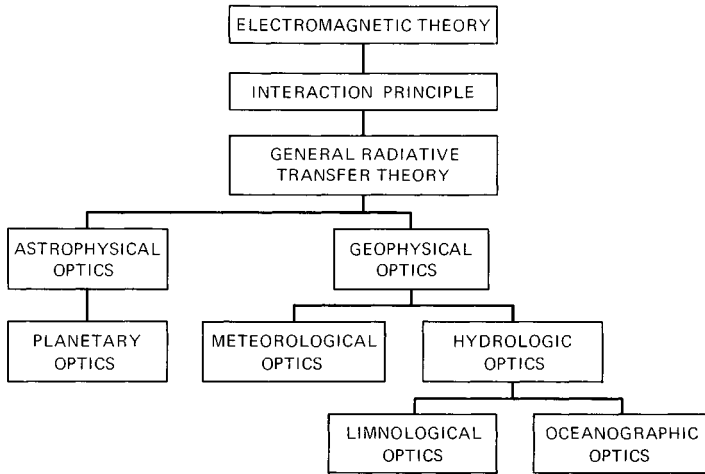 ELECTROMAGNETIC THEORY
INTERACTION PRINCIPLE
GENERAL RADIATIVE
TRANSFER THEORY
ASTROPHYSICAL
OPTICS
GEOPHYSICAL
OPTICS
PLANETARY
OPTICS
METEOROLOGICAL
OPTICS
HYDROLOGIC
OPTICS
LIMNOLOGICAL
OPTICS
OCEANOGRAPHIC
OPTICS